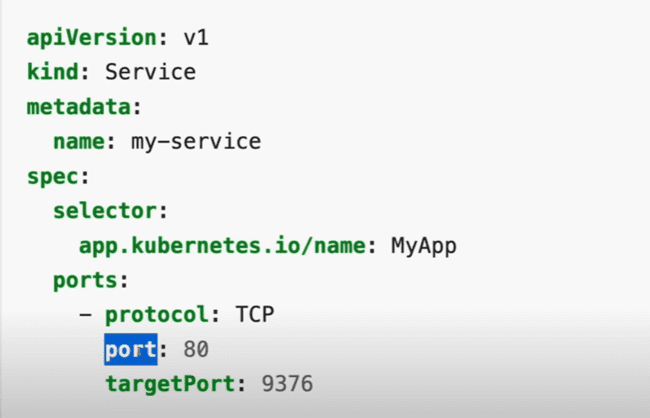 apiVersion: v1
kind: Service
metadata:
  name: my-service
spec:
  selector:
    app.kubernetes.io/name: MyApp
  ports:
    - protocol: TCP
      port: 80
      targetPort: 9376